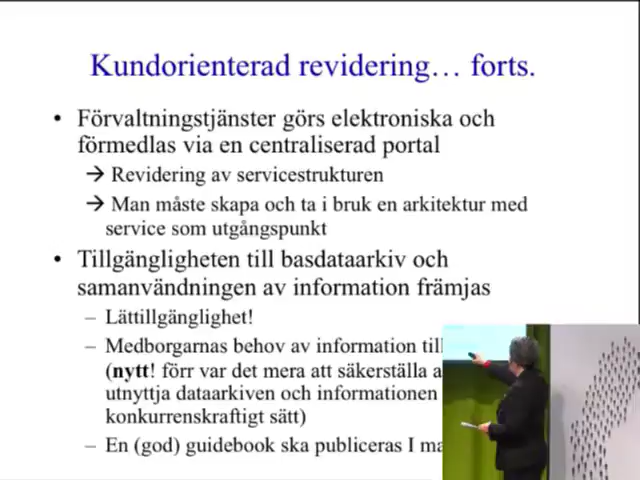 Kundorienterad revidering… forts.
• Förvaltningstjänster görs elektroniska och
förmedlas via en centraliserad portal
→ Revidering av servicestrukturen
→ Man måste skapa och ta i bruk en arkitektur med
service som utgångspunkt
• Tillgängligheten till basdataarkiv och
samanvändningen av information främjas
– Lättillgänglighet!
– Medborgarnas behov av information
(nytt! förr var det mera att säkerställa
utnyttja dataarkiven och informationen
konkurrenskraftigt sätt)
– En (god) guidebook ska publiceras I